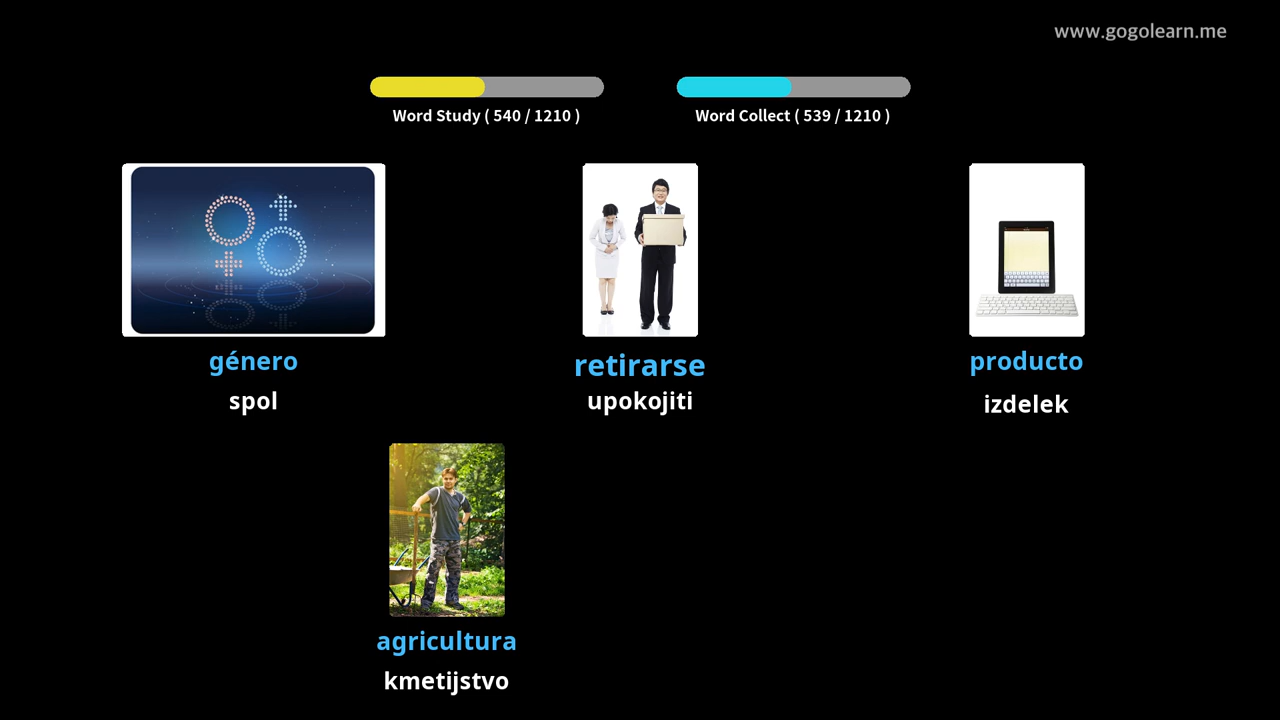 www.gogolearn.me
Word Study ( 540 / 1210 )
Word Collect ( 539 / 1210 )
género
retirarse
producto
spol
upokojiti
izdelek
agricultura
kmetijstvo